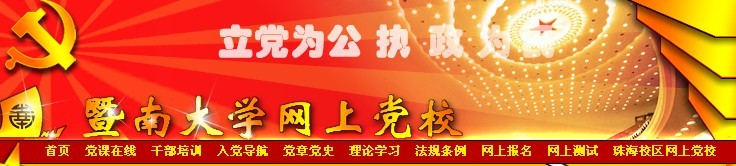 立党为公 执政为民
暨南大学网上党校
首页 党课在线 干部培训 入党导航 党章党史 理论学习 法规条例 网上报名 网上测试 珠海校区网上党校